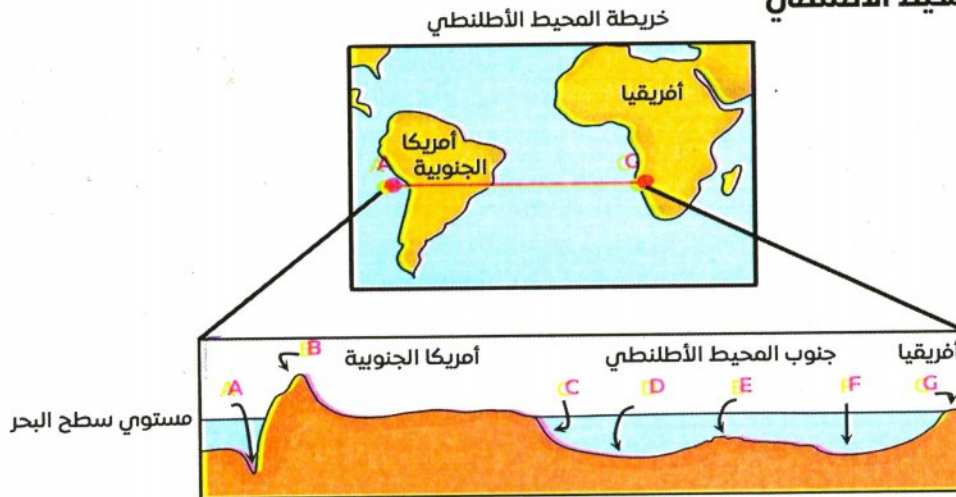 خريطة المحيط الأطلنطي
أفريقيا
أمريكا
الجنوبية
A
G
B
أمريكا الجنوبية
جنوب المحيط الأطلنطي
أفريقيا
A
C
D
E
F
G
مستوي سطح البحر